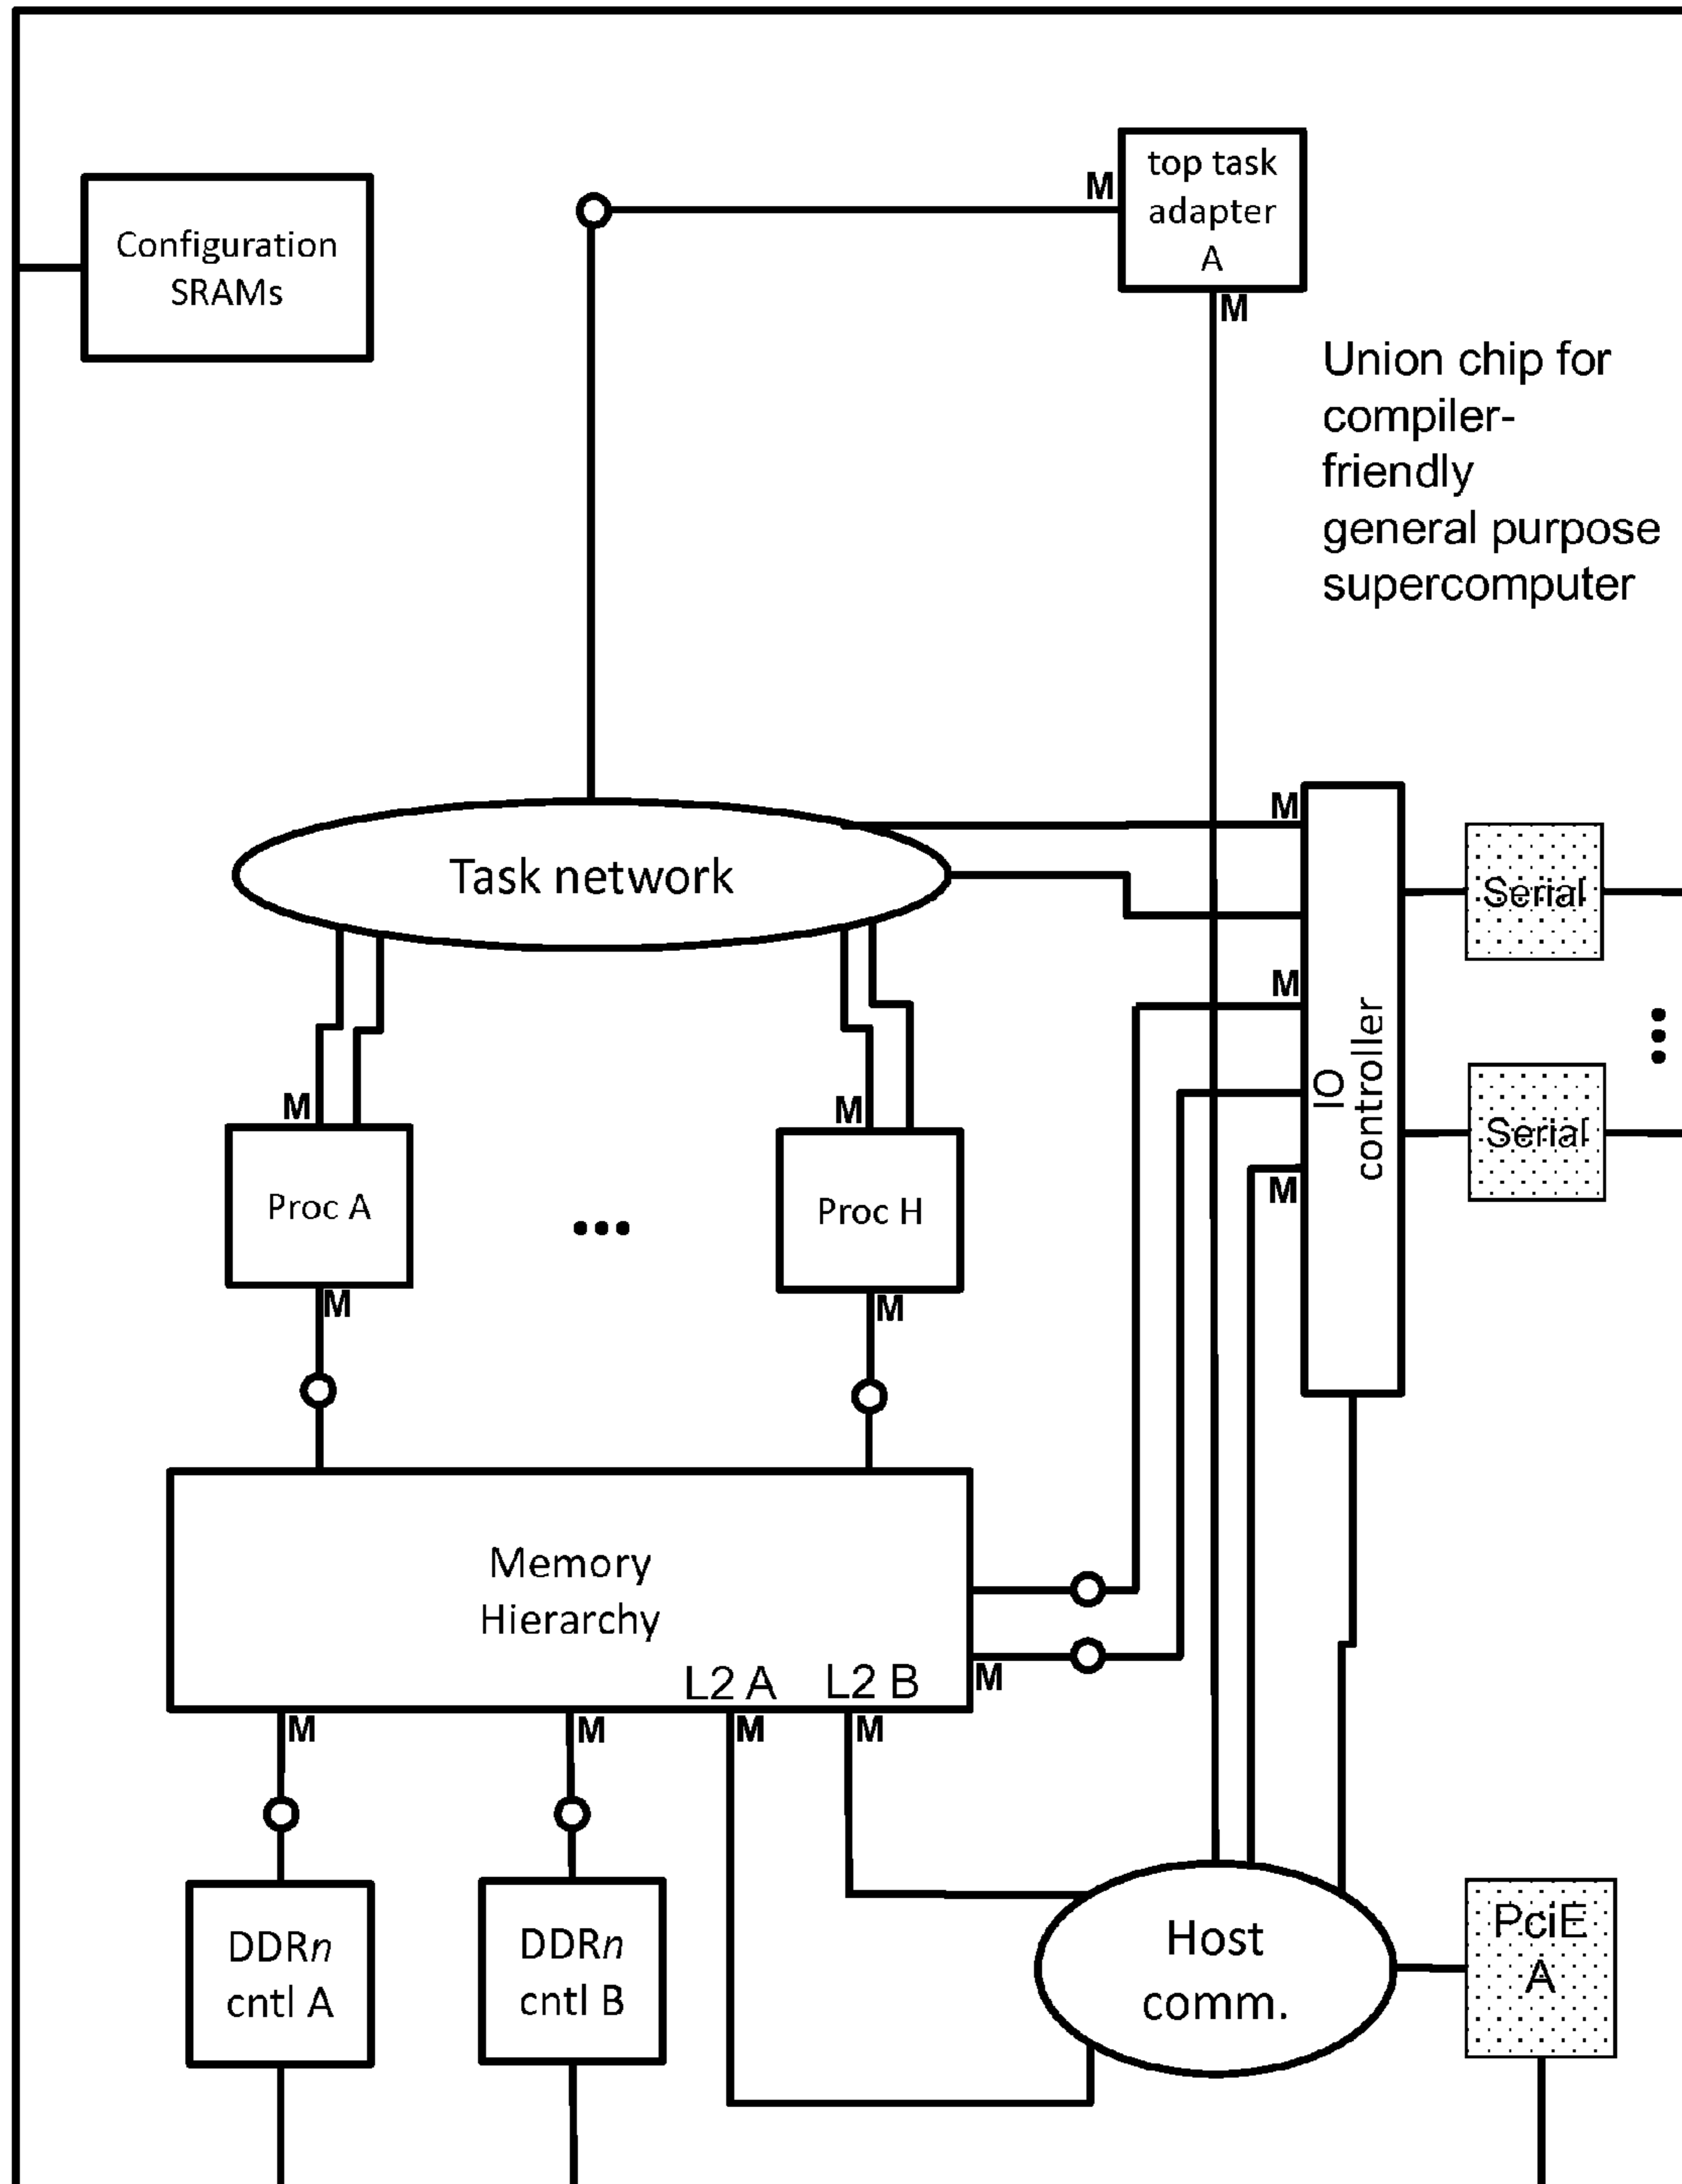 top task
adapter
A
M
M
Configuration
SRAMs
Union chip for
compiler-
friendly
general purpose
supercomputer
Task network
M
M
M
IO
controller
Serial
Serial
M
M
Proc A
Proc H
M
M
Memory
Hierarchy
L2 A
L2 B
M
M
M
M
M
DDRn
cntl A
DDRn
cntl B
Host
comm.
PciE
A